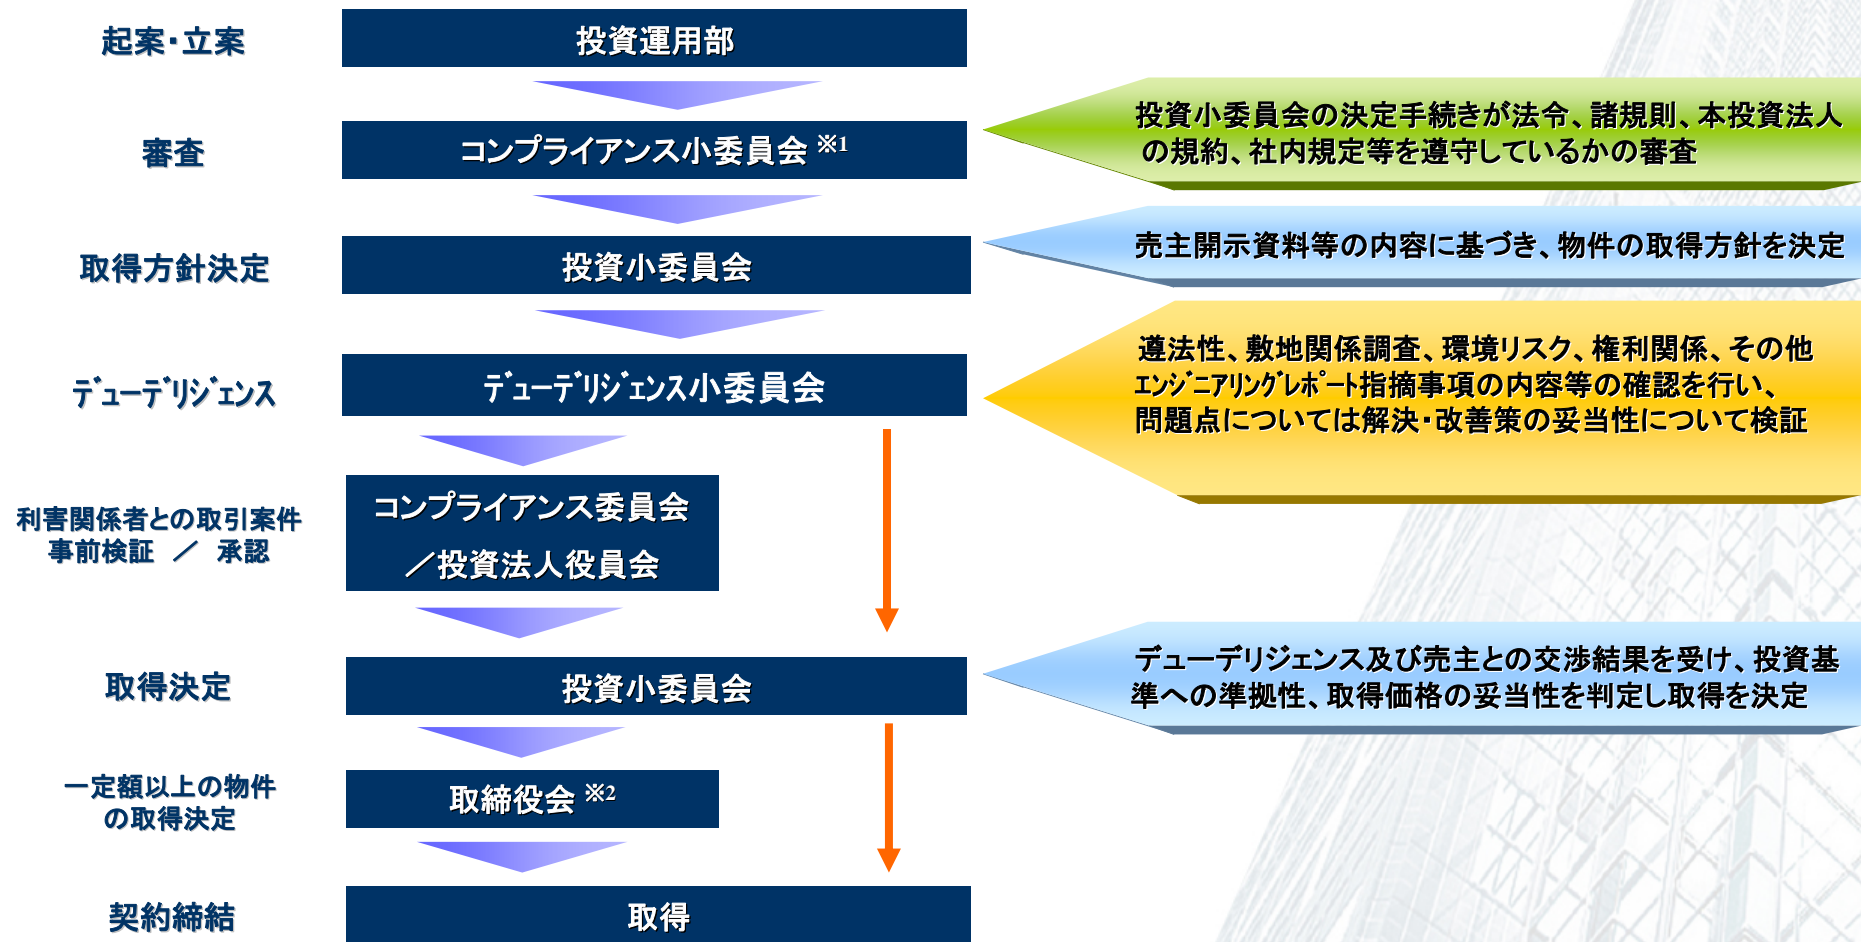 起案・立案
投資運用部
審査
コンプライアンス小委員会 ※1
投資小委員会の決定手続きが法令、諸規則、本投資法人
の規約、社内規定等を遵守しているかの審査
取得方針決定
投資小委員会
売主開示資料等の内容に基づき、物件の取得方針を決定
ﾃﾞｭｰﾃﾞﾘｼﾞｪﾝｽ
ﾃﾞｭｰﾃﾞﾘｼﾞｪﾝｽ小委員会
遵法性、敷地関係調査、環境リスク、権利関係、その他
ｴﾝｼﾞﾆｱﾘﾝｸﾞﾚﾎﾟｰﾄ指摘事項の内容等の確認を行い、
問題点については解決・改善策の妥当性について検証
利害関係者との取引案件
事前検証 ／ 承認
コンプライアンス委員会
／投資法人役員会
取得決定
投資小委員会
デューデリジェンス及び売主との交渉結果を受け、投資基
準への準拠性、取得価格の妥当性を判定し取得を決定
一定額以上の物件
の取得決定
取締役会 ※2
契約締結
取得